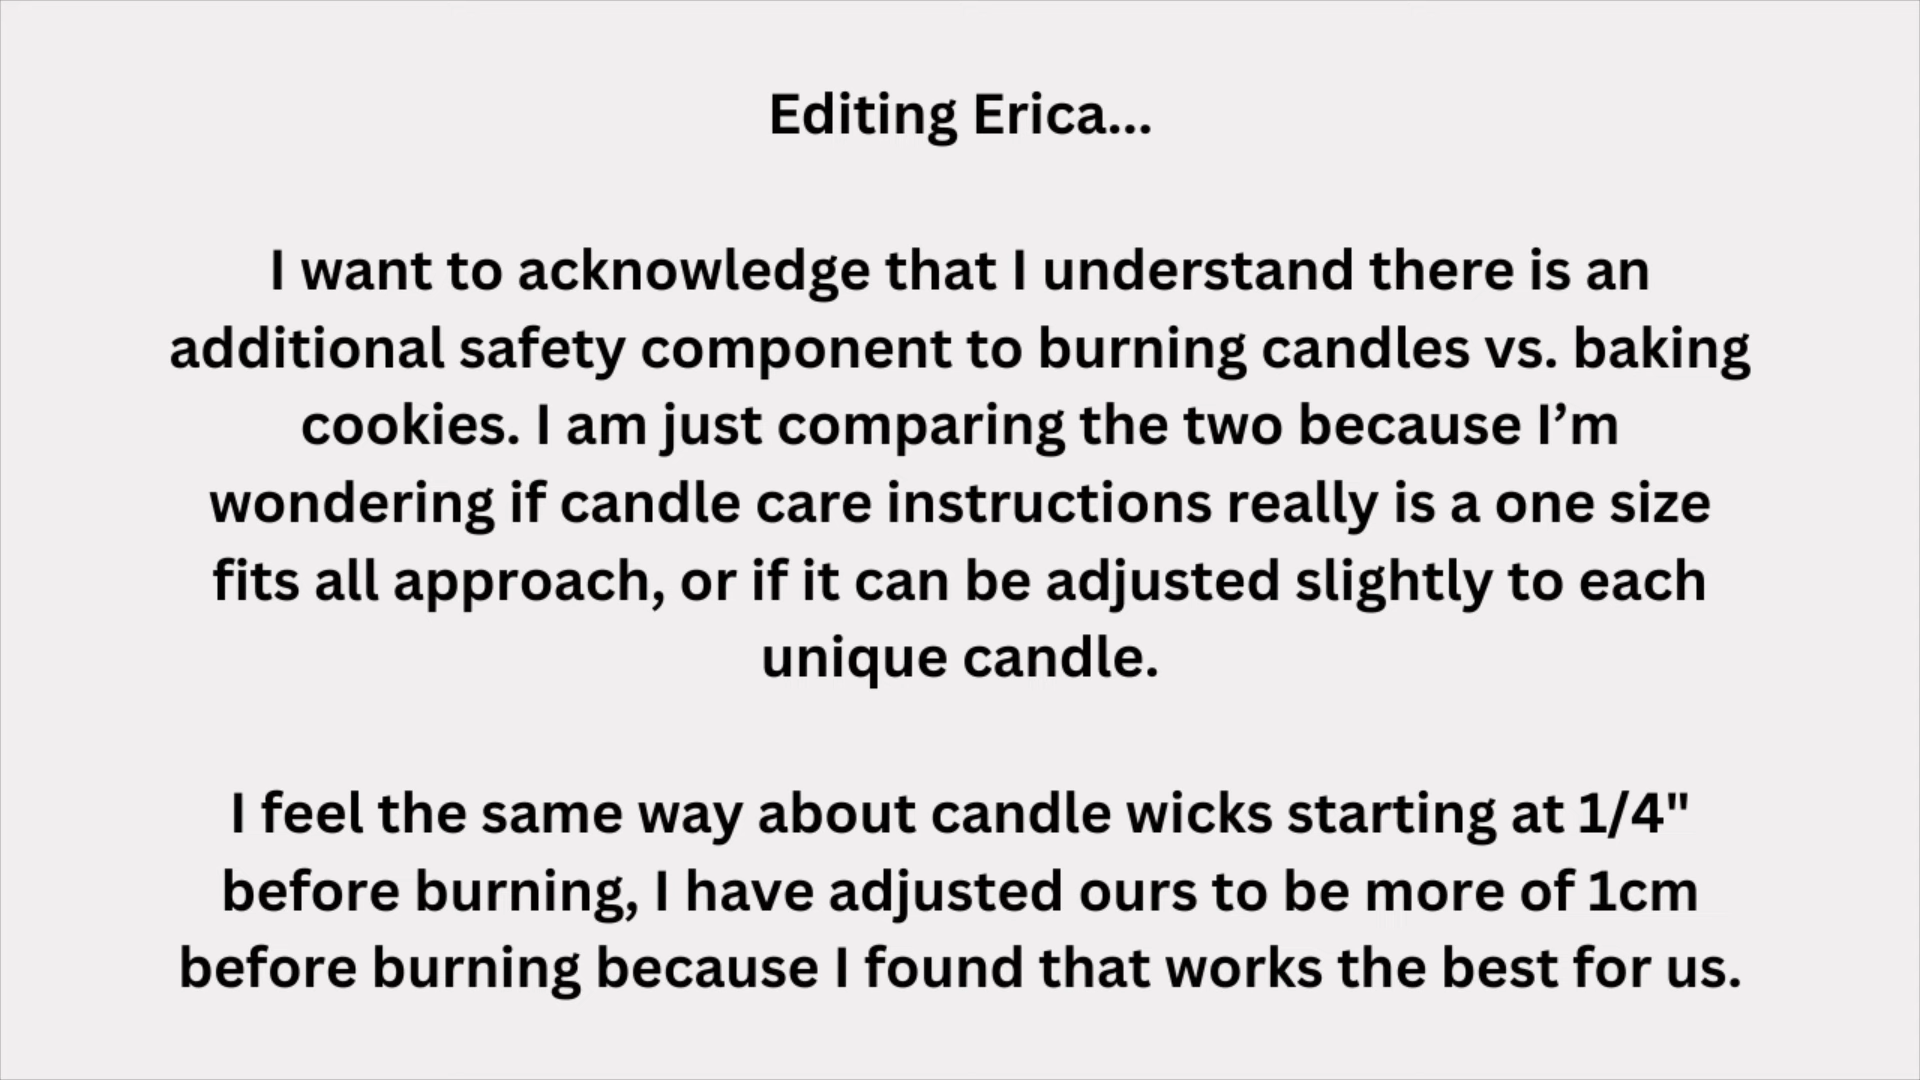 Editing Erica...
I want to acknowledge that I understand there is an
additional safety component to burning candles vs. baking
cookies. I am just comparing the two because I’m
wondering if candle care instructions really is a one size
fits all approach, or if it can be adjusted slightly to each
unique candle.
I feel the same way about candle wicks starting at 1/4"
before burning, I have adjusted ours to be more of 1cm
before burning because I found that works the best for us.